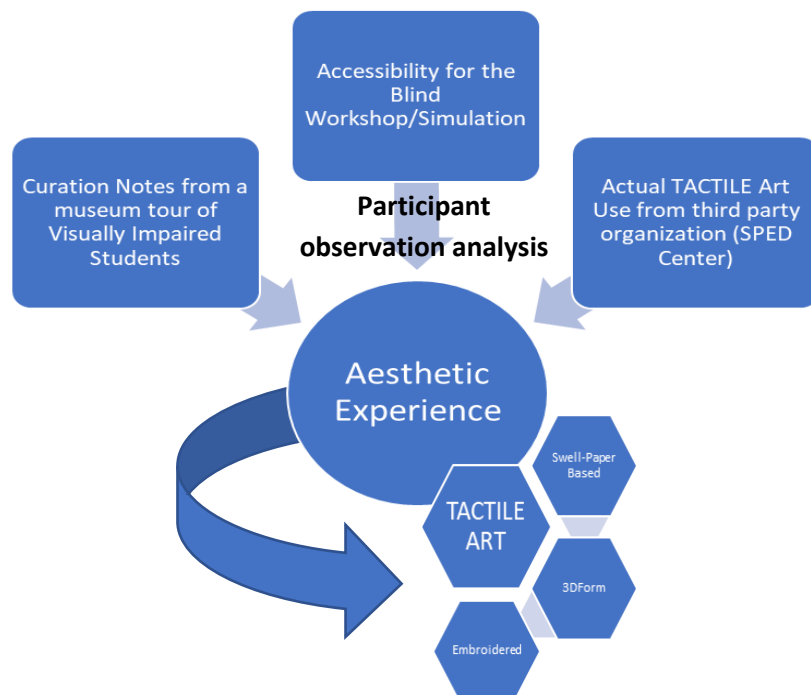 Accessibility for the
Blind
Workshop/Simulation
Curation Notes from a
museum tour of
Visually Impaired
Students
Actual TACTILE Art
Use from third party
organization (SPED
Center)
Participant
observation analysis
Aesthetic
Experience
Swell-Paper
Based
TACTILE
ART
3DForm
Embroidered